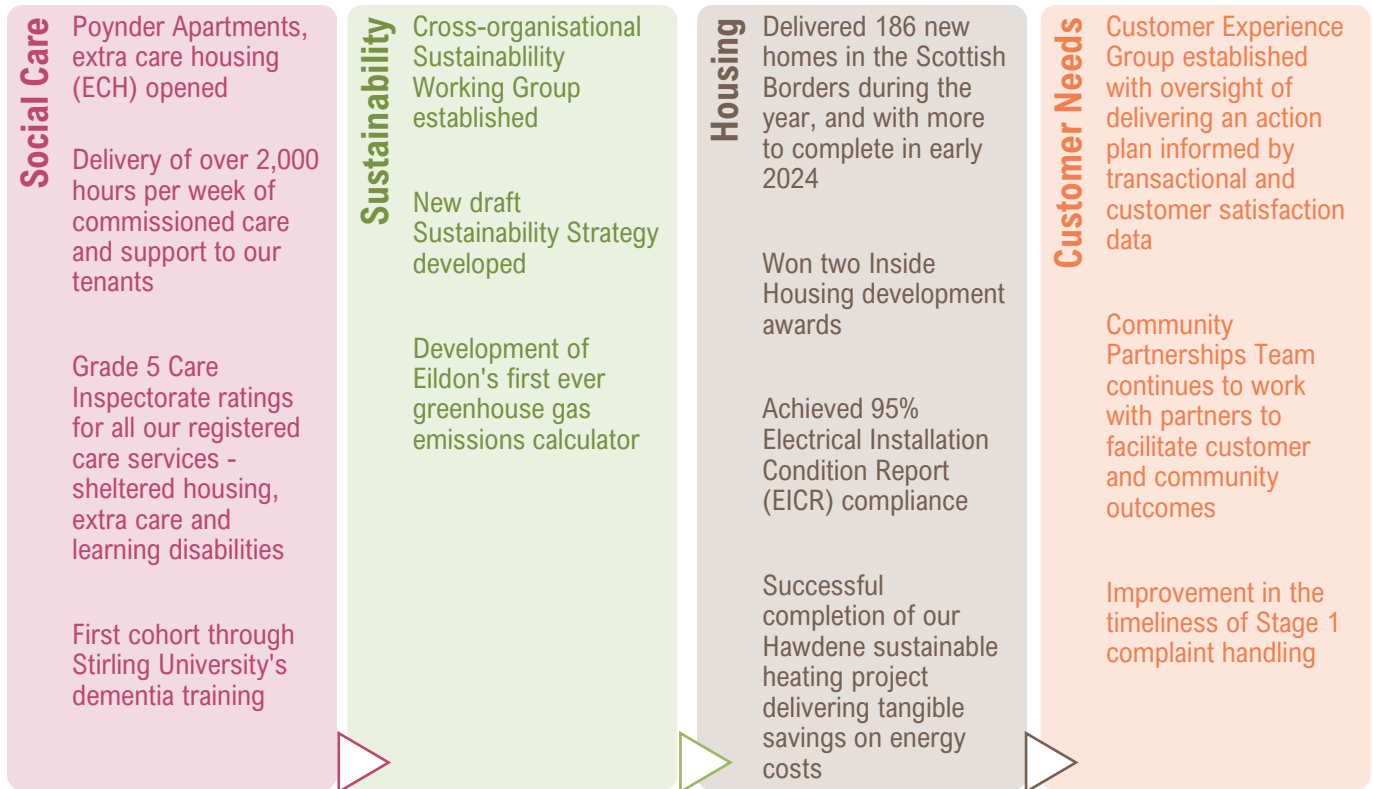 Social Care
Poynder Apartments,
extra care housing
(ECH) opened
Delivery of over 2,000
hours per week of
commissioned care
and support to our
tenants
Grade 5 Care
Inspectorate ratings
for all our registered
care services -
sheltered housing,
extra care and
learning disabilities
First cohort through
Stirling University's
dementia training
Sustainability
Cross-organisational
Sustainablility
Working Group
established
New draft
Sustainability Strategy
developed
Development of
Eildon's first ever
greenhouse gas
emissions calculator
Housing
Delivered 186 new
homes in the Scottish
Borders during the
year, and with more
to complete in early
2024
Won two Inside
Housing development
awards
Achieved 95%
Electrical Installation
Condition Report
(EICR) compliance
Successful
completion of our
Hawdene sustainable
heating project
delivering tangible
savings on energy
costs
Customer Needs
Customer Experience
Group established
with oversight of
delivering an action
plan informed by
transactional and
customer satisfaction
data
Community
Partnerships Team
continues to work
with partners to
facilitate customer
and community
outcomes
Improvement in the
timeliness of Stage 1
complaint handling